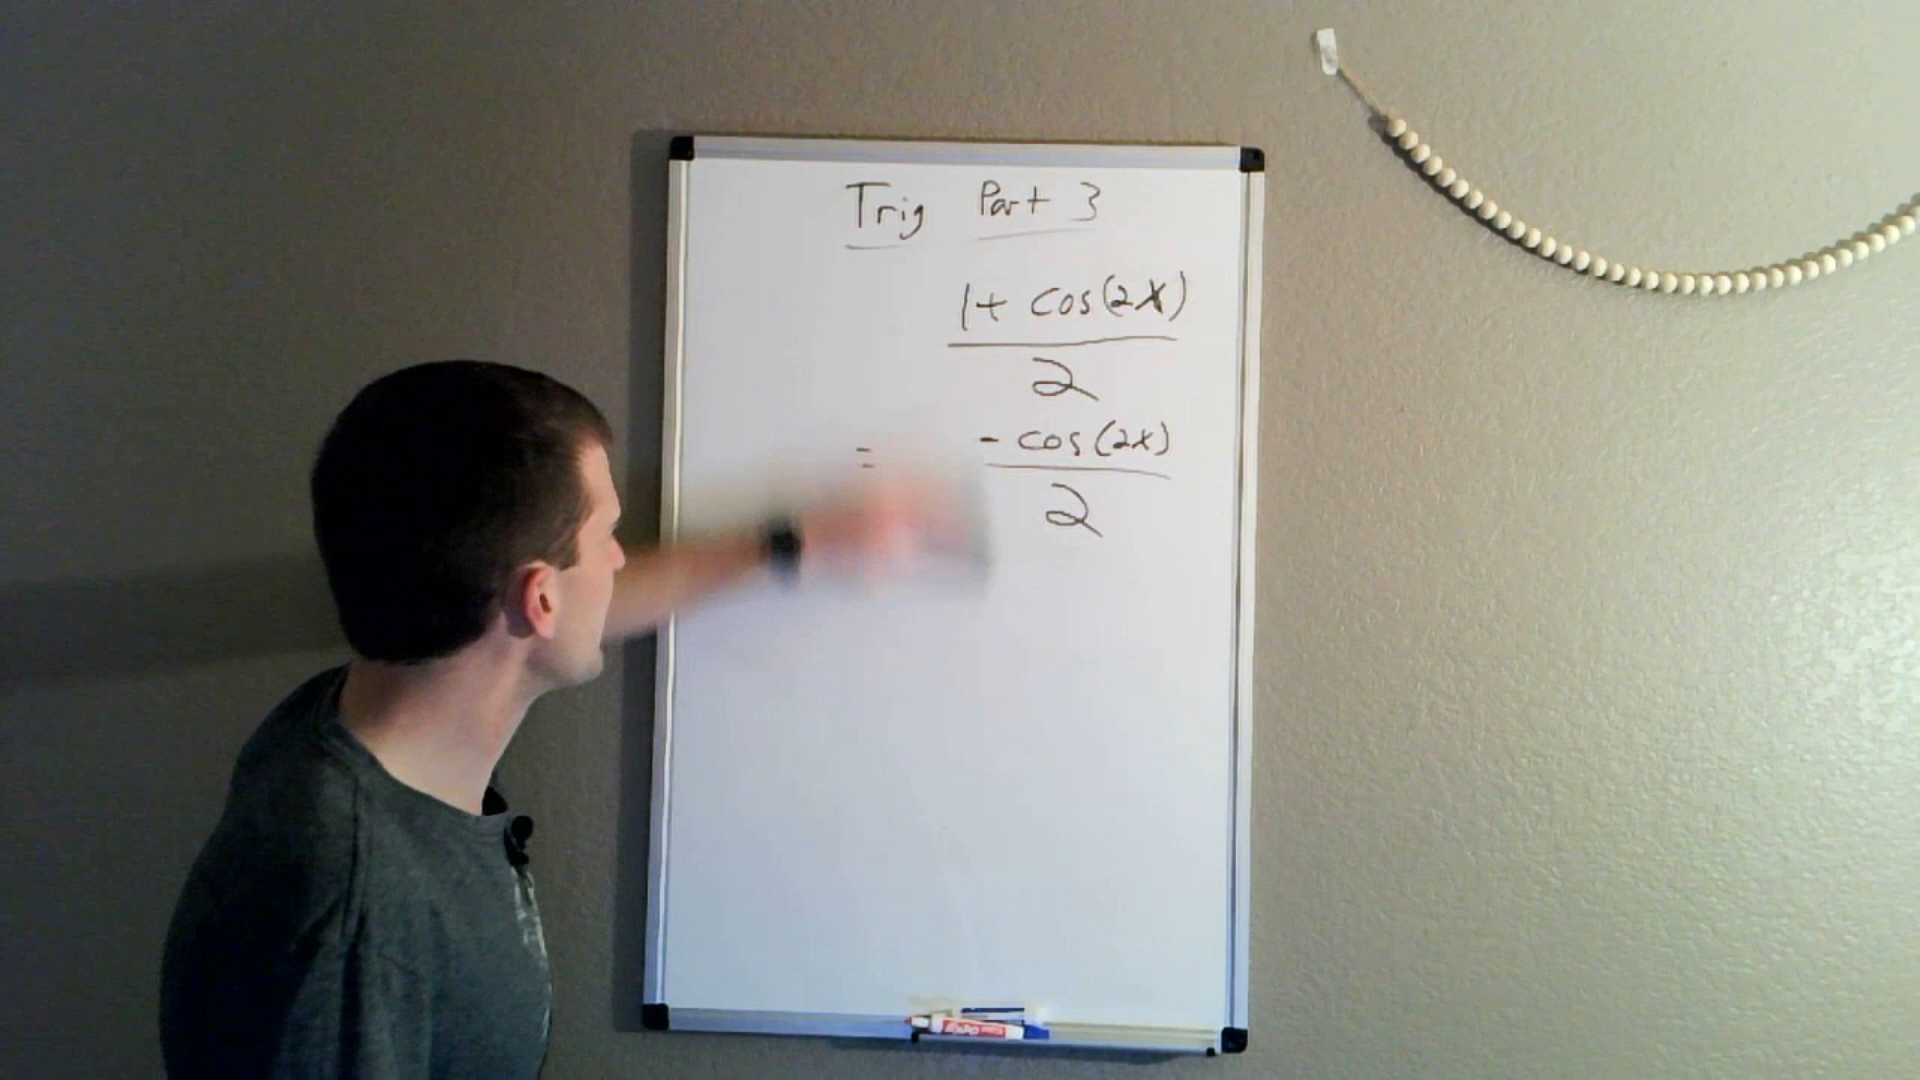 Trig Part 3
1+ cos(2x)
2
= - cos(2x)
2